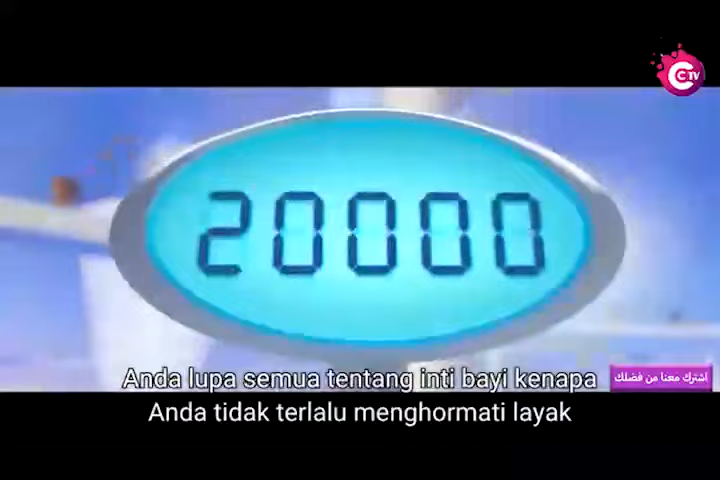 C TV
20000
Anda lupa semua tentang inti bayi kenapa
اشترك معنا من فضلك
Anda tidak terlalu menghormati layak